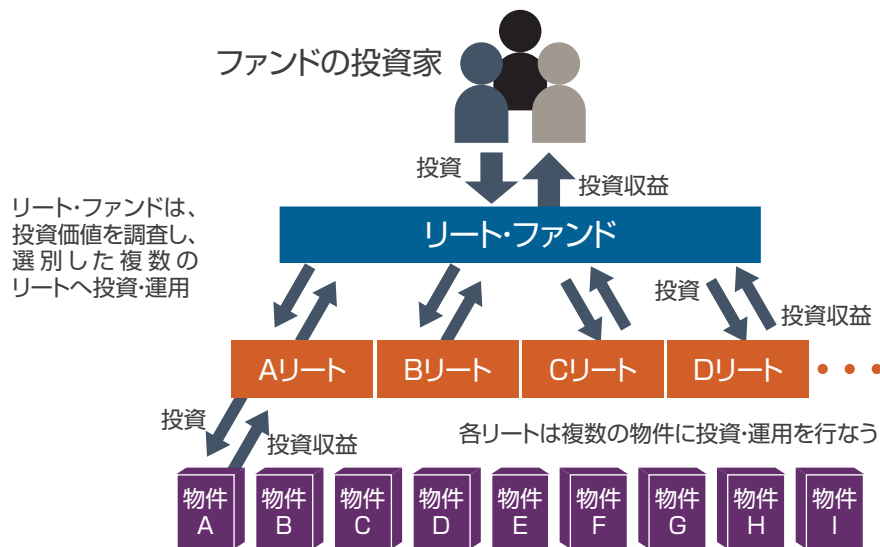 ファンドの投資家
投資
投資収益
リート・ファンドは、
投資価値を調査し、
選別した複数の
リートへ投資・運用
リート・ファンド
投資
投資収益
Aリート
Bリート
Cリート
Dリート
投資
投資収益
各リートは複数の物件に投資・運用を行なう
物件
A
物件
B
物件
C
物件
D
物件
E
物件
F
物件
G
物件
H
物件
I